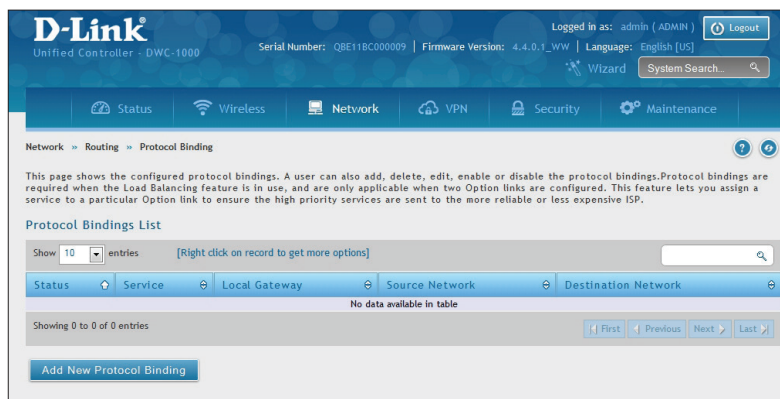 D-Link®
Unified Controller - DWC-1000
Logged in as: admin ( ADMIN ) Logout
Serial Number: QBE11BC000009 | Firmware Version: 4.4.0.1_WW | Language: English [US]
Wizard System Search...
Status Wireless Network VPN Security Maintenance
Network » Routing » Protocol Binding
This page shows the configured protocol bindings. A user can also add, delete, edit, enable or disable the protocol bindings.Protocol bindings are
required when the Load Balancing feature is in use, and are only applicable when two Option links are configured. This feature lets you assign a
service to a particular Option link to ensure the high priority services are sent to the more reliable or less expensive ISP.
Protocol Bindings List
Show 10 entries [Right click on record to get more options]
Status Service Local Gateway Source Network Destination Network
No data available in table
Showing 0 to 0 of 0 entries First Previous Next Last
Add New Protocol Binding